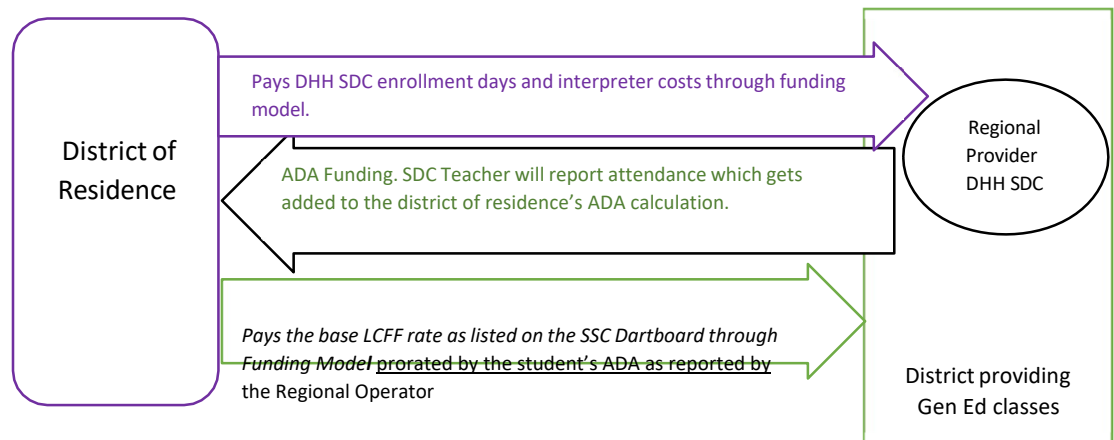 Pays DHH SDC enrollment days and interpreter costs through funding
model.
District of
Residence
Regional
Provider
DHH SDC
ADA Funding. SDC Teacher will report attendance which gets
added to the district of residence's ADA calculation.
Pays the base LCFF rate as listed on the SSC Dartboard through
Funding Model prorated by the student's ADA as reported by
the Regional Operator
District providing
Gen Ed classes